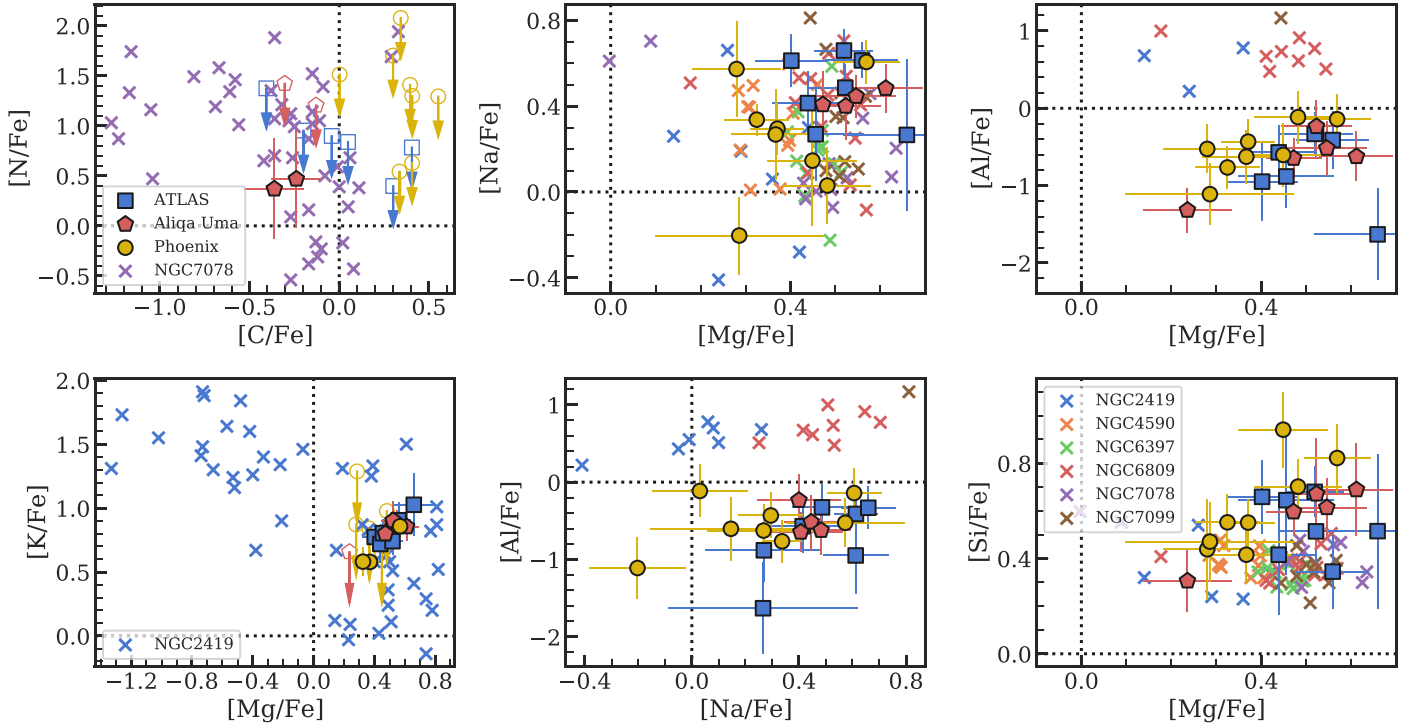 2.0
1.5
1.0
0.5
0.0
−0.5
[N/Fe]
ATLAS
Aliqa Uma
Phoenix
NGC7078
−1.0 −0.5 0.0
[C/Fe]
0.8
0.4
0.0
−0.4
[Na/Fe]
0.0 0.4
[Mg/Fe]
1
0
−1
−2
[Al/Fe]
0.0 0.4
[Mg/Fe]
2.0
1.5
1.0
0.5
0.0
[K/Fe]
NGC2419
−1.2 −0.8 −0.4 0.0 0.4 0.8
[Mg/Fe]
1
0
−1
−2
[Al/Fe]
−0.4 0.0 0.4 0.8
[Na/Fe]
0.8
0.4
0.0
[Si/Fe]
NGC2419
NGC4590
NGC6397
NGC6809
NGC7078
NGC7099
0.0 0.4
[Mg/Fe]